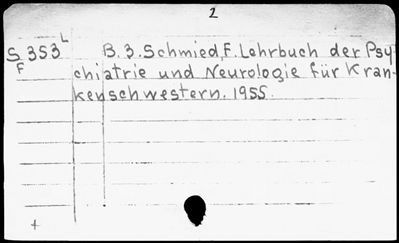 2
S 353 L B. 3. Schmied, F. Lehrbuch der Psy-
F chiatrie und Neurologie für Kran-
kenschwestern. 1955.
+